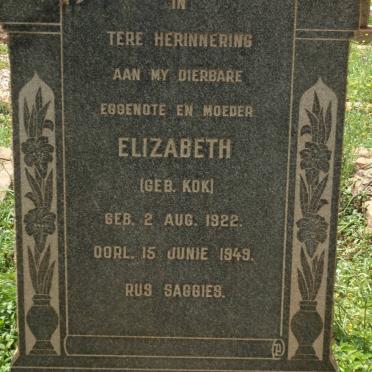 IN
TERE HERINNERING
AAN MY DIERBARE
EGGENOTE EN MOEDER
ELIZABETH
(GEB. KOK)
GEB. 2 AUG. 1922.
OORL. 15 JUNIE 1949.
RUS SAGGIES.